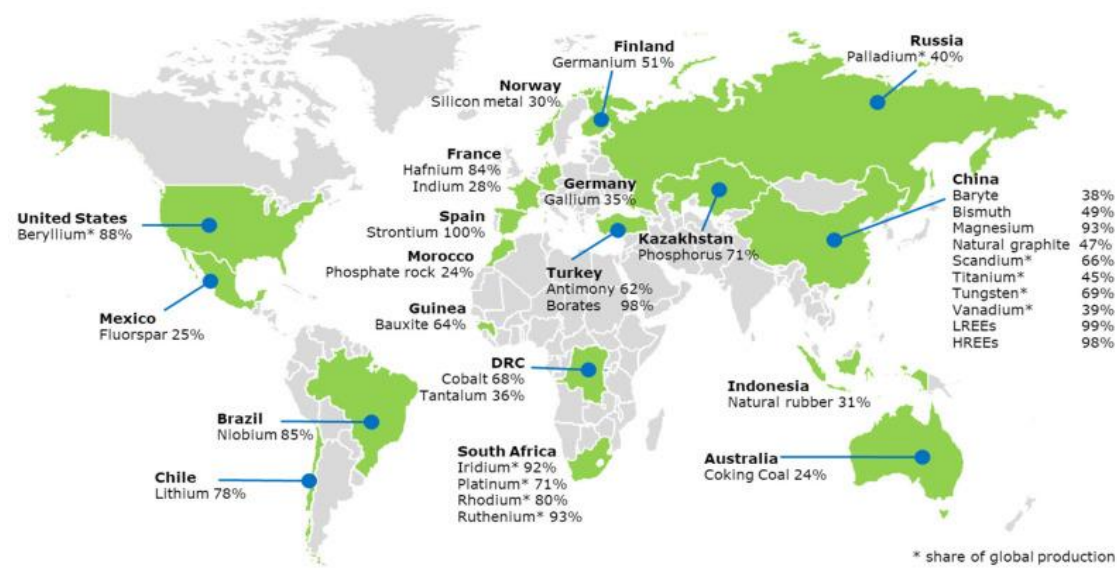 Finland
Germanium 51%
Russia
Palladium* 40%
Norway
Silicon metal 30%
France
Hafnium 84%
Indium 28%
Germany
Gallium 35%
China
Baryte 38%
Bismuth 49%
Magnesium 93%
Natural graphite 47%
Scandium* 66%
Titanium* 45%
Tungsten* 69%
Vanadium* 39%
LREEs 99%
HREEs 98%
United States
Beryllium* 88%
Spain
Strontium 100%
Kazakhstan
Phosphorus 71%
Morocco
Phosphate rock 24%
Turkey
Antimony 62%
Borates 98%
Mexico
Fluorspar 25%
Guinea
Bauxite 64%
DRC
Cobalt 68%
Tantalum 36%
Indonesia
Natural rubber 31%
Brazil
Niobium 85%
South Africa
Iridium* 92%
Platinum* 71%
Rhodium* 80%
Ruthenium* 93%
Australia
Coking Coal 24%
Chile
Lithium 78%
* share of global production